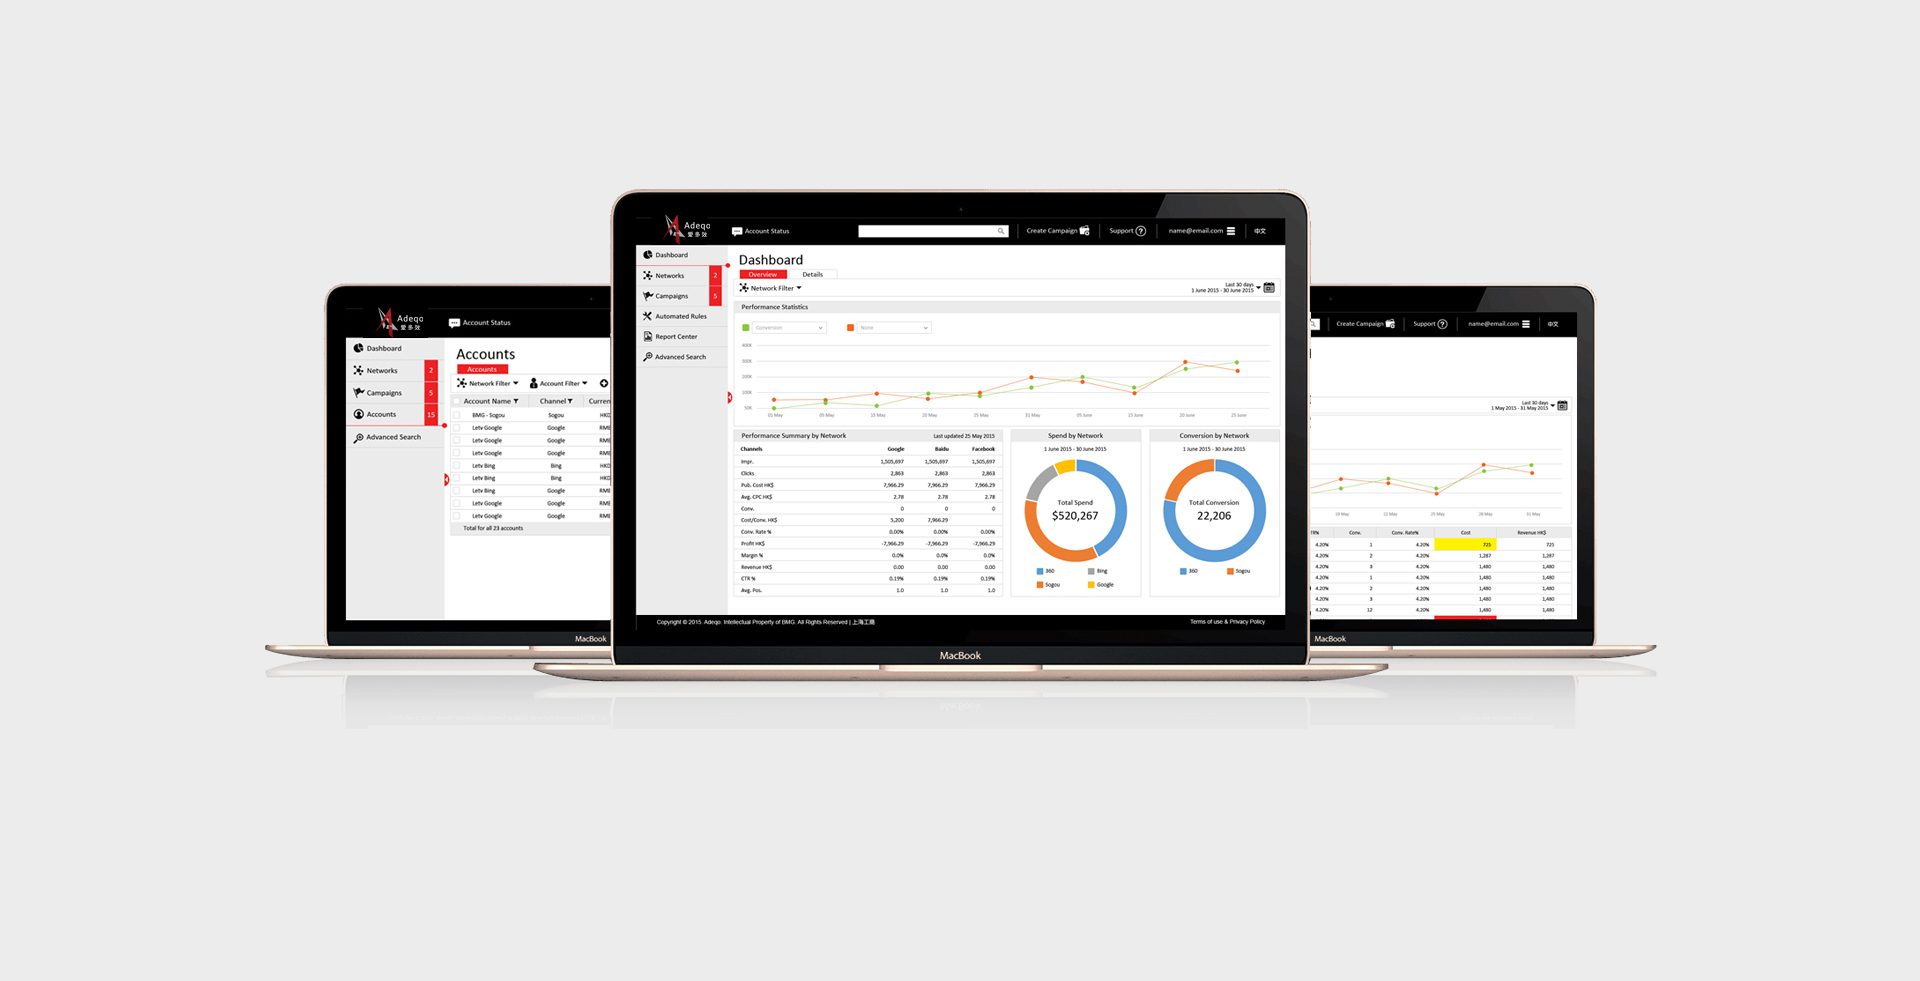 Adeqo
愛多效
Account Status
Dashboard
Networks 2
Campaigns 5
Accounts 15
Advanced Search
Accounts
Accounts
Network Filter Account Filter
Account Name Channel Curren
BMG - Sogou Sogou HKD
Letv Google Google RME
Letv Google Google RME
Letv Google Google RME
Letv Bing Bing HKD
Letv Bing Bing HKD
Letv Bing Google RME
Letv Google Google RME
Letv Google Google RME
Total for all 23 accounts
MacBook
Adeqo
愛多效
Account Status
Create Campaign Support name@email.com 中文
Dashboard
Networks 2
Campaigns 5
Automated Rules
Report Center
Advanced Search
Dashboard
Overview Details
Network Filter
Last 30 days
1 June 2015 - 30 June 2015
Performance Statistics
Conversion None
400K
300K
200K
100K
50K
01 May 05 May 15 May 20 May 25 May 31 May 05 June 15 June 20 June 25 June
Performance Summary by Network Last updated 25 May 2015
Channels Google Baidu Facebook
Impr. 1,505,697 1,505,697 1,505,697
Clicks 2,863 2,863 2,863
Pub. Cost HK$ 7,966.29 7,966.29 7,966.29
Avg. CPC HK$ 2.78 2.78 2.78
Conv. 0 0 0
Cost/Conv. HK$ 5,200 7,966.29
Conv. Rate % 0.00% 0.00% 0.00%
Profit HK$ -7,966.29 -7,966.29 -7,966.29
Margin % 0.0% 0.0% 0.0%
Revenue HK$ 0.00 0.00 0.00
CTR % 0.19% 0.19% 0.19%
Avg. Pos. 1.0 1.0 1.0
Spend by Network
1 June 2015 - 30 June 2015
Total Spend
$520,267
360 Bing
Sogou Google
Conversion by Network
1 June 2015 - 30 June 2015
Total Conversion
22,206
360 Sogou
Copyright © 2015. Adeqo. Intellectual Property of BMG. All Rights Reserved | 上海工商
Terms of use & Privacy Policy
MacBook
Create Campaign Support name@email.com 中文
Last 30 days
1 May 2015 - 31 May 2015
19 May 22 May 25 May 28 May 31 May
TR% Conv. Conv. Rate% Cost Revenue HK$
4.20% 1 4.20% 725 725
4.20% 2 4.20% 1,287 1,287
4.20% 3 4.20% 1,480 1,480
4.20% 1 4.20% 1,480 1,480
4.20% 2 4.20% 1,480 1,480
4.20% 3 4.20% 1,480 1,480
4.20% 12 4.20% 1,480 1,480
MacBook